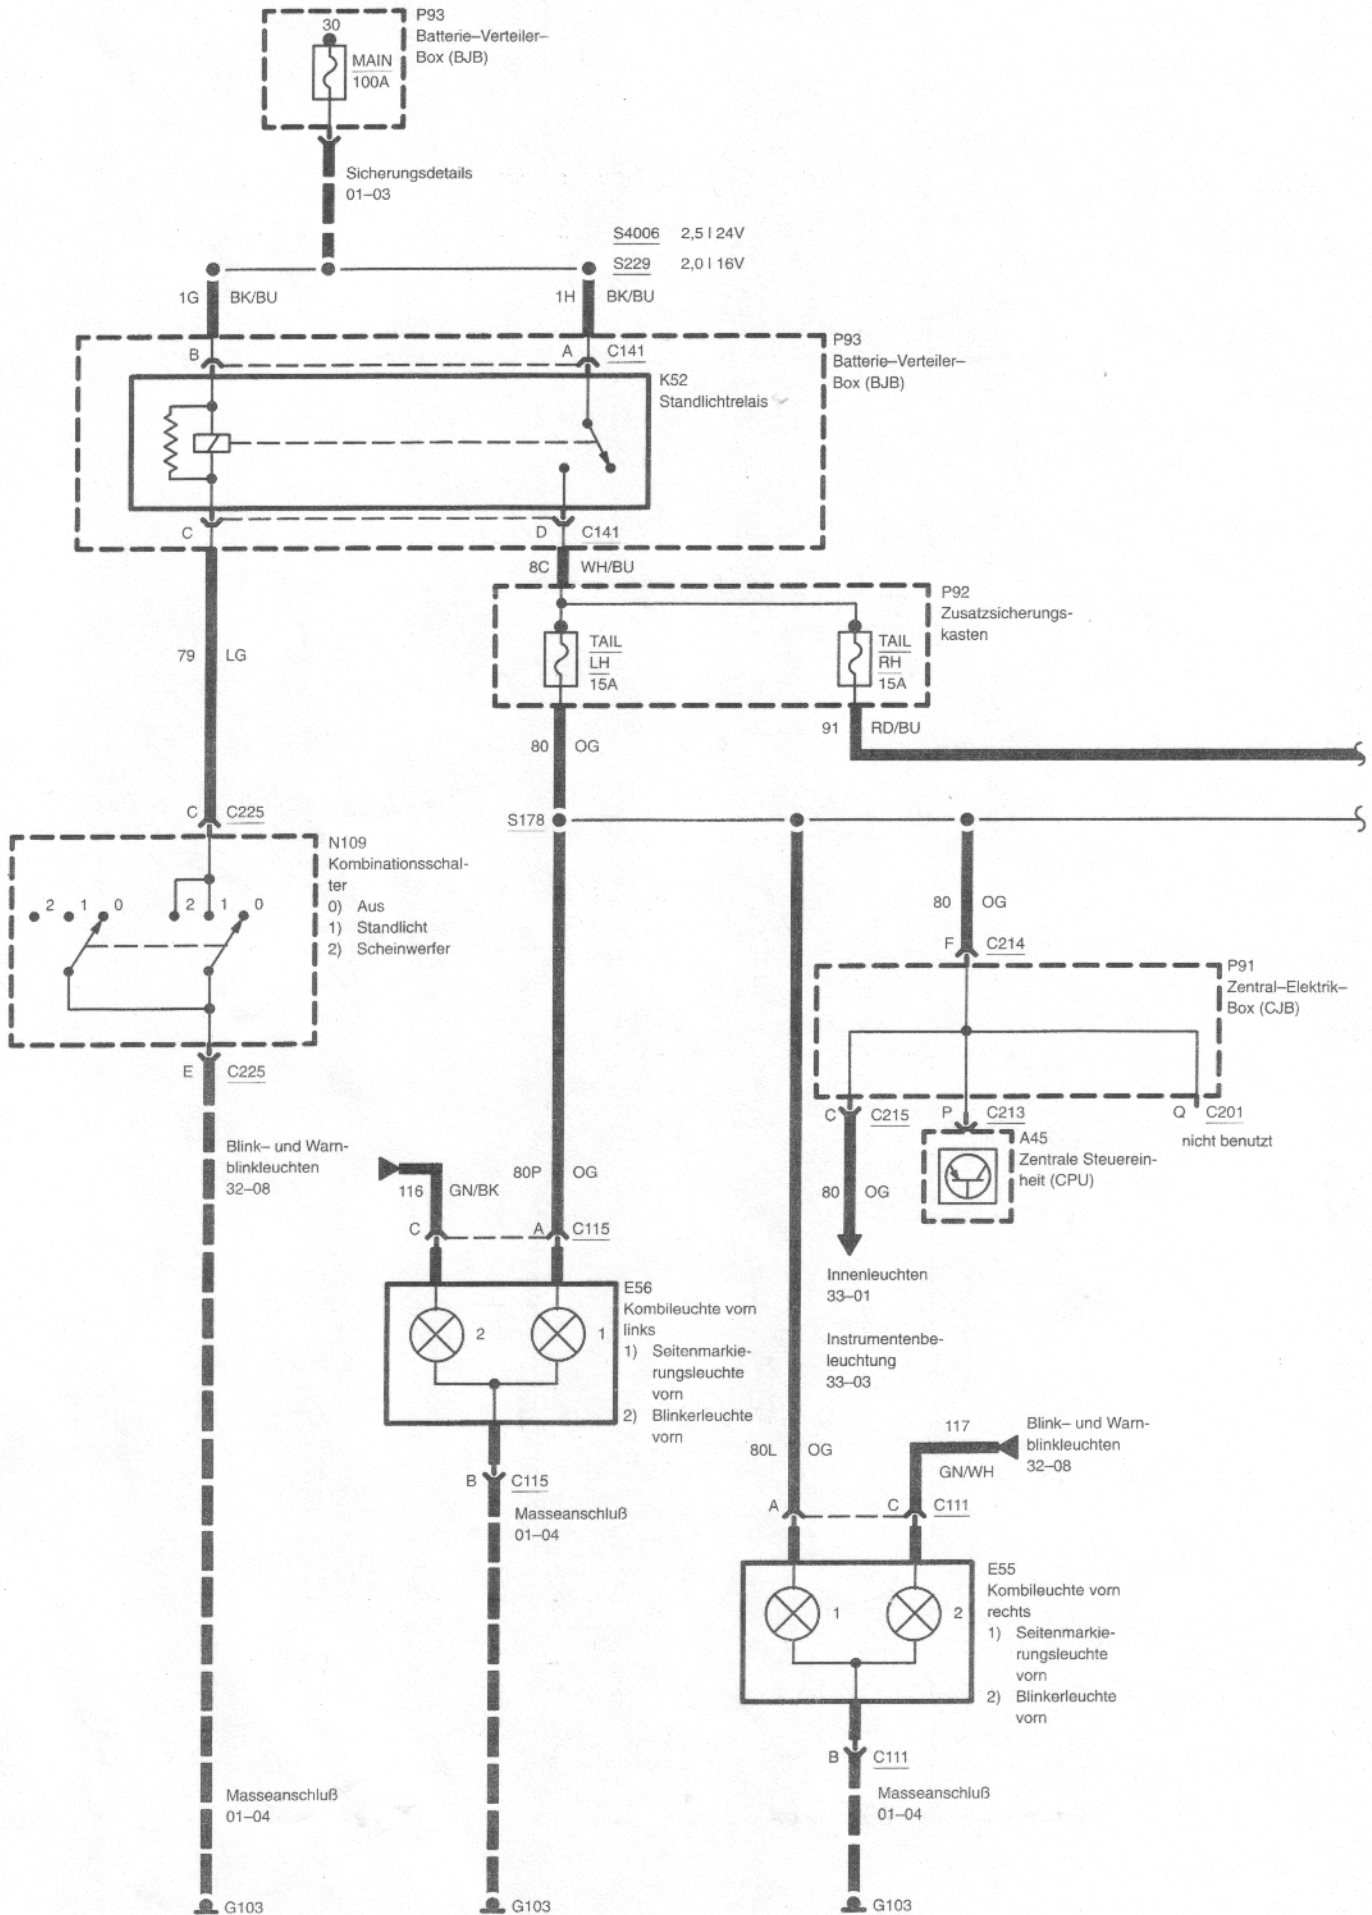 P93
30
Batterie–Verteiler–
Box (BJB)
MAIN
100A
Sicherungsdetails
01–03
S4006 2,5 l 24V
S229 2,0 l 16V
1G BK/BU
1H BK/BU
P93
Batterie–Verteiler–
Box (BJB)
B
A C141
K52
Standlichtrelais
C
D C141
8C WH/BU
P92
Zusatzsicherungs-
kasten
TAIL
LH
15A
TAIL
RH
15A
79 LG
91 RD/BU
80 OG
C C225
S178
N109
Kombinationsschal-
ter
0) Aus
1) Standlicht
2) Scheinwerfer
2 1 0
2 1 0
80 OG
F C214
P91
Zentral–Elektrik–
Box (CJB)
E C225
C C215
P C213
Q C201
nicht benutzt
A45
Zentrale Steuerein-
heit (CPU)
Blink– und Warn-
blinkleuchten
32–08
116 GN/BK
80P OG
80 OG
C
A C115
Innenleuchten
33–01
E56
Kombileuchte vorn
links
1) Seitenmarkie-
rungsleuchte
vorn
2) Blinkerleuchte
vorn
2
1
Instrumentenbe-
leuchtung
33–03
80L OG
117
GN/WH
Blink– und Warn-
blinkleuchten
32–08
B C115
Masseanschluß
01–04
A
C C111
E55
Kombileuchte vorn
rechts
1) Seitenmarkie-
rungsleuchte
vorn
2) Blinkerleuchte
vorn
1
2
B C111
Masseanschluß
01–04
Masseanschluß
01–04
G103
G103
G103